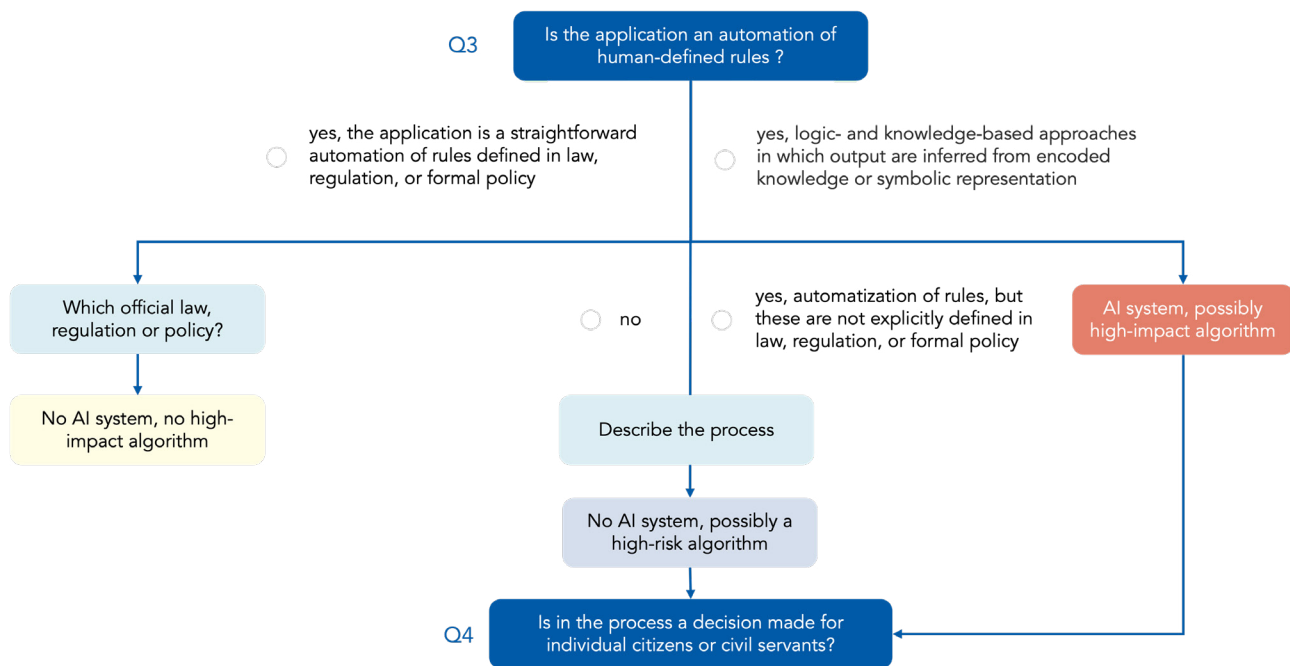 Q3
Is the application an automation of
human-defined rules ?
yes, the application is a straightforward
automation of rules defined in law,
regulation, or formal policy
yes, logic- and knowledge-based approaches
in which output are inferred from encoded
knowledge or symbolic representation
Which official law,
regulation or policy?
no
yes, automatization of rules, but
these are not explicitly defined in
law, regulation, or formal policy
AI system, possibly
high-impact algorithm
No AI system, no high-
impact algorithm
Describe the process
No AI system, possibly a
high-risk algorithm
Q4
Is in the process a decision made for
individual citizens or civil servants?